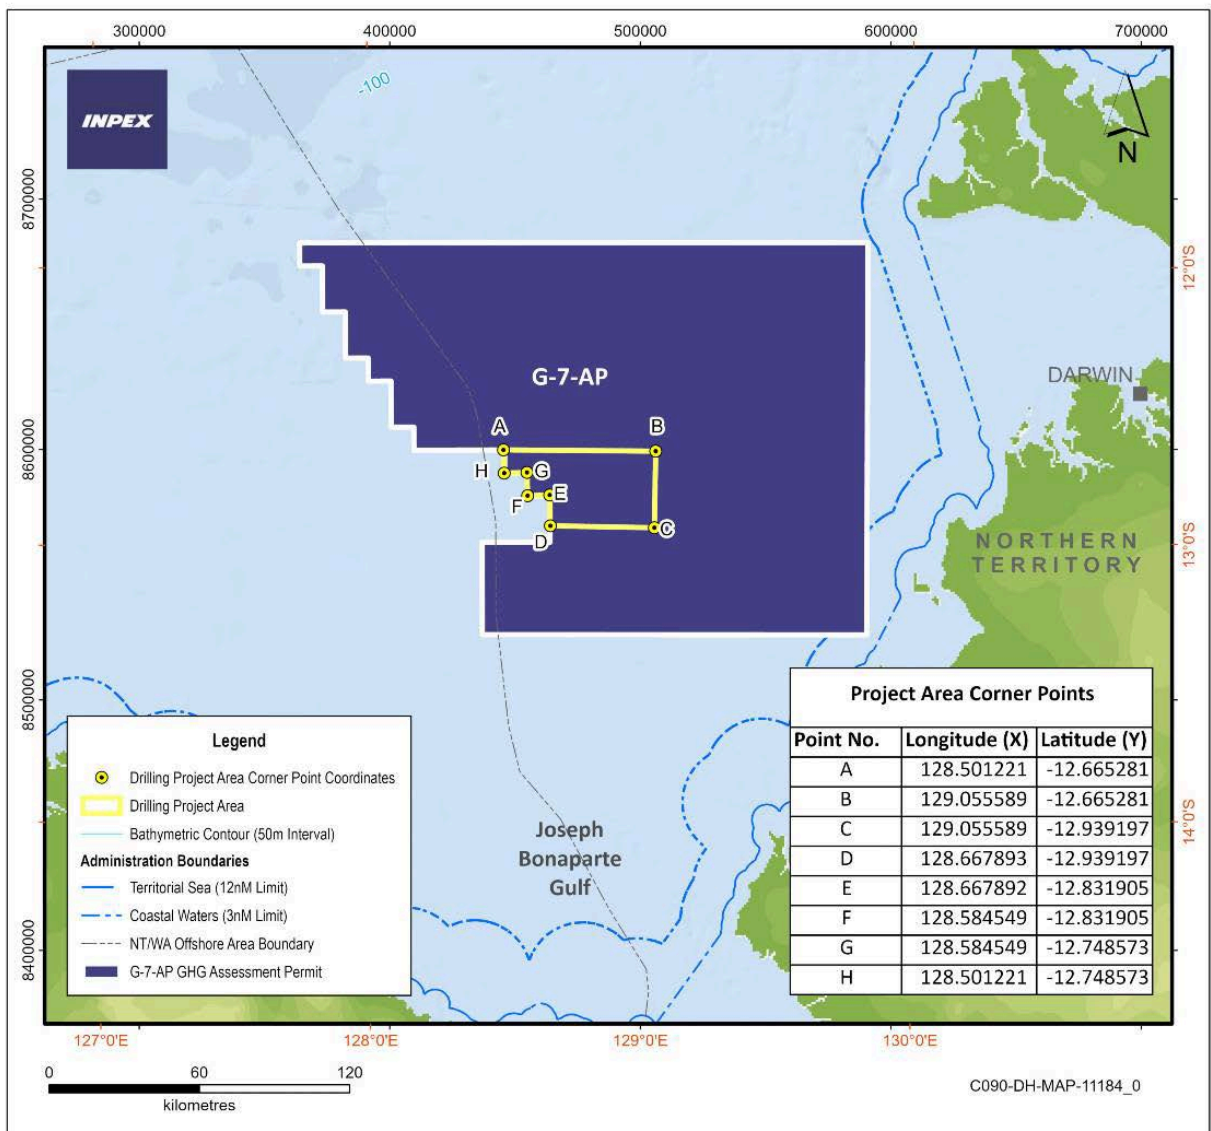 300000 400000 500000 600000 700000
-100
INPEX
N
8700000
12°0'S
G-7-AP
DARWIN
A B
8600000
H G
F E
D C
13°0'S
NORTHERN
TERRITORY
8500000
Project Area Corner Points
Point No. Longitude (X) Latitude (Y)
A 128.501221 -12.665281
B 129.055589 -12.665281
C 129.055589 -12.939197
D 128.667893 -12.939197
E 128.667892 -12.831905
F 128.584549 -12.831905
G 128.584549 -12.748573
H 128.501221 -12.748573
Legend
Drilling Project Area Corner Point Coordinates
Drilling Project Area
Bathymetric Contour (50m Interval)
Administration Boundaries
Territorial Sea (12nM Limit)
Coastal Waters (3nM Limit)
NT/WA Offshore Area Boundary
G-7-AP GHG Assessment Permit
Joseph
Bonaparte
Gulf
14°0'S
8400000
127°0'E 128°0'E 129°0'E 130°0'E
0 60 120
kilometres
C090-DH-MAP-11184_0